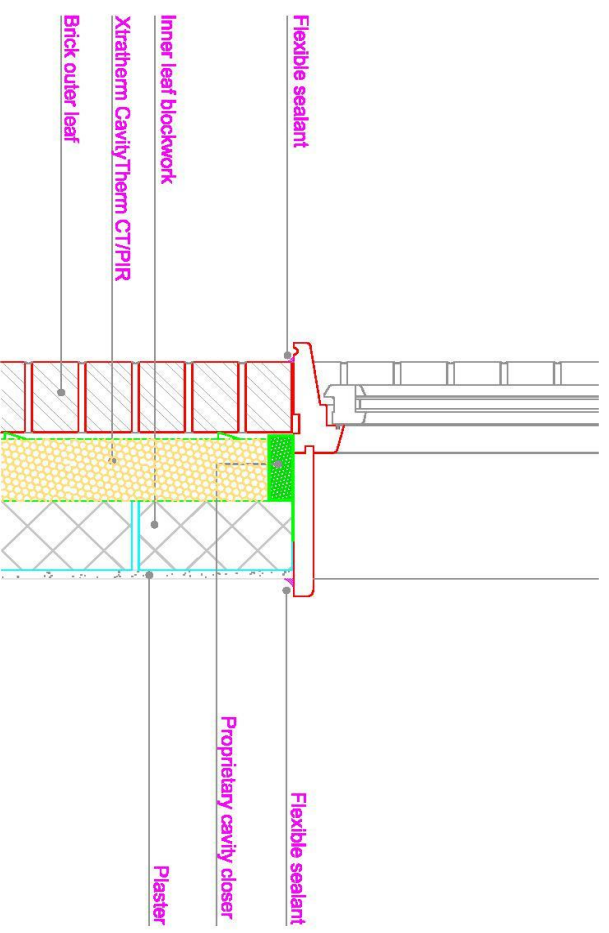 Flexible sealant
Inner leaf blockwork
Xtratherm CavityTherm CT/PIR
Brick outer leaf
Flexible sealant
Proprietary cavity closer
Plaster